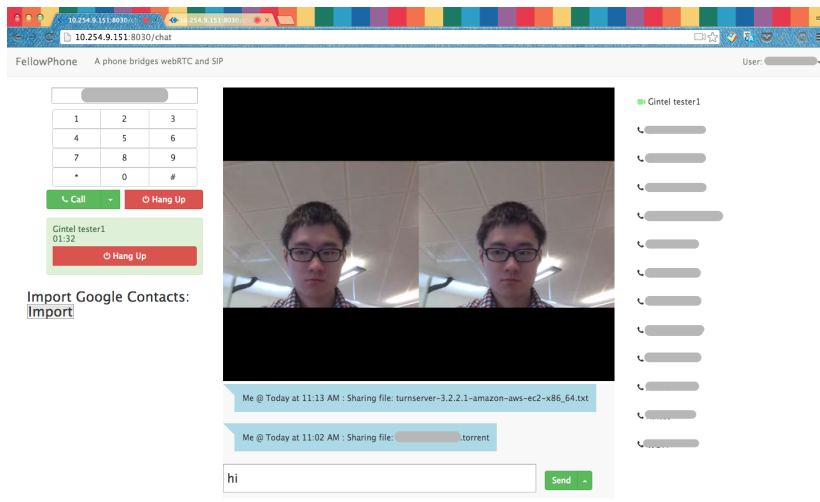 10.254.9.151:8030/ch
10.254.9.151:8030/ch
10.254.9.151:8030/chat
FellowPhone A phone bridges webRTC and SIP User:
1 2 3
4 5 6
7 8 9
* 0 #
Call Hang Up
Gintel tester1
01:32
Hang Up
Import Google Contacts:
Import
Me @ Today at 11:13 AM : Sharing file: turnserver-3.2.2.1-amazon-aws-ec2-x86_64.txt
Me @ Today at 11:02 AM : Sharing file: .torrent
hi
Send
Gintel tester1